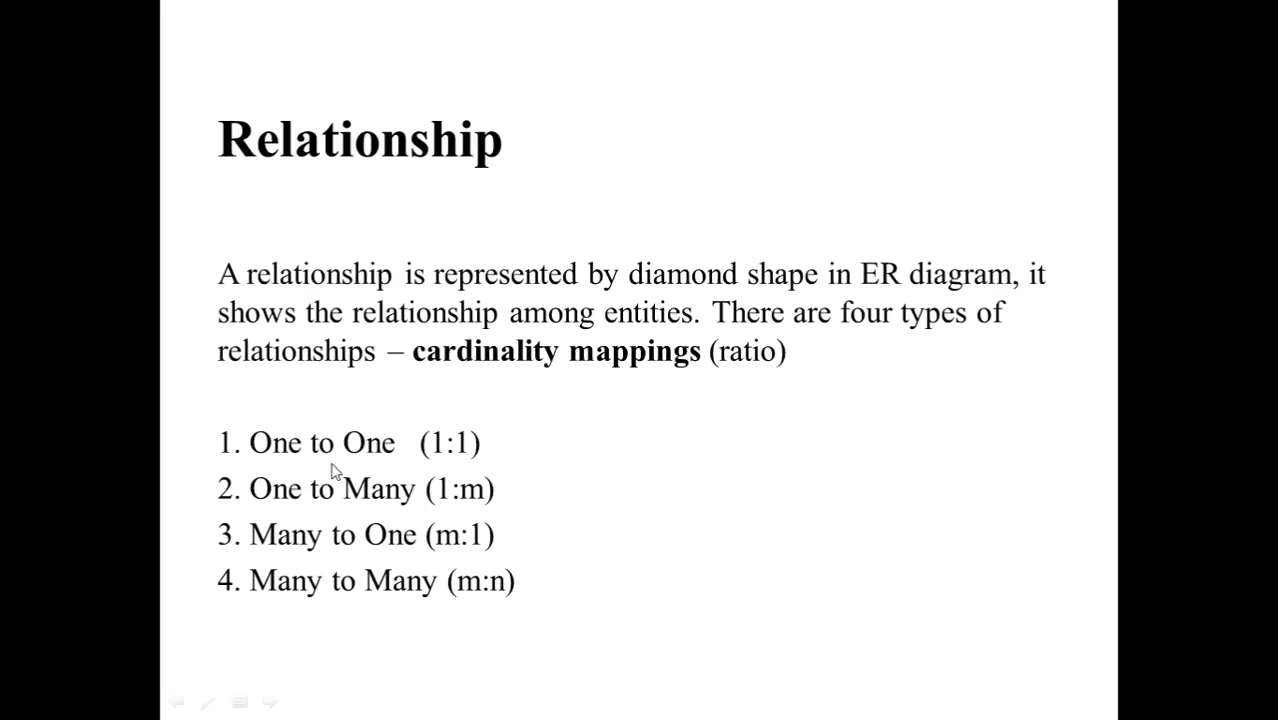 Relationship
A relationship is represented by diamond shape in ER diagram, it
shows the relationship among entities. There are four types of
relationships – cardinality mappings (ratio)
1. One to One (1:1)
2. One to Many (1:m)
3. Many to One (m:1)
4. Many to Many (m:n)